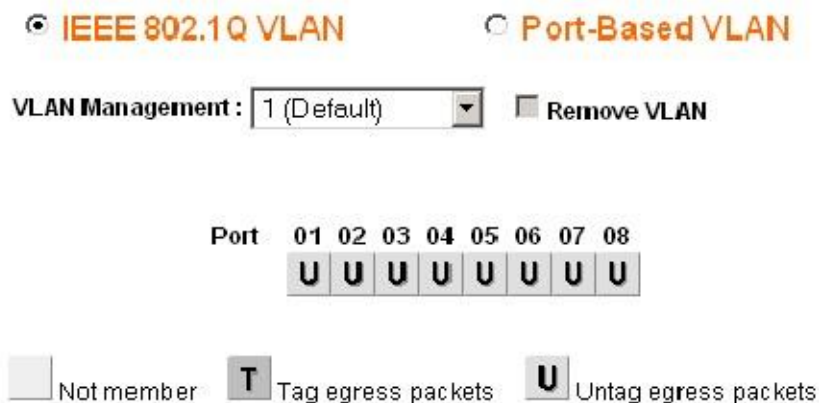 IEEE 802.1Q VLAN Port-Based VLAN
VLAN Management : 1 (Default) Remove VLAN
Port 01 02 03 04 05 06 07 08
U U U U U U U U
Not member T Tag egress packets U Untag egress packets